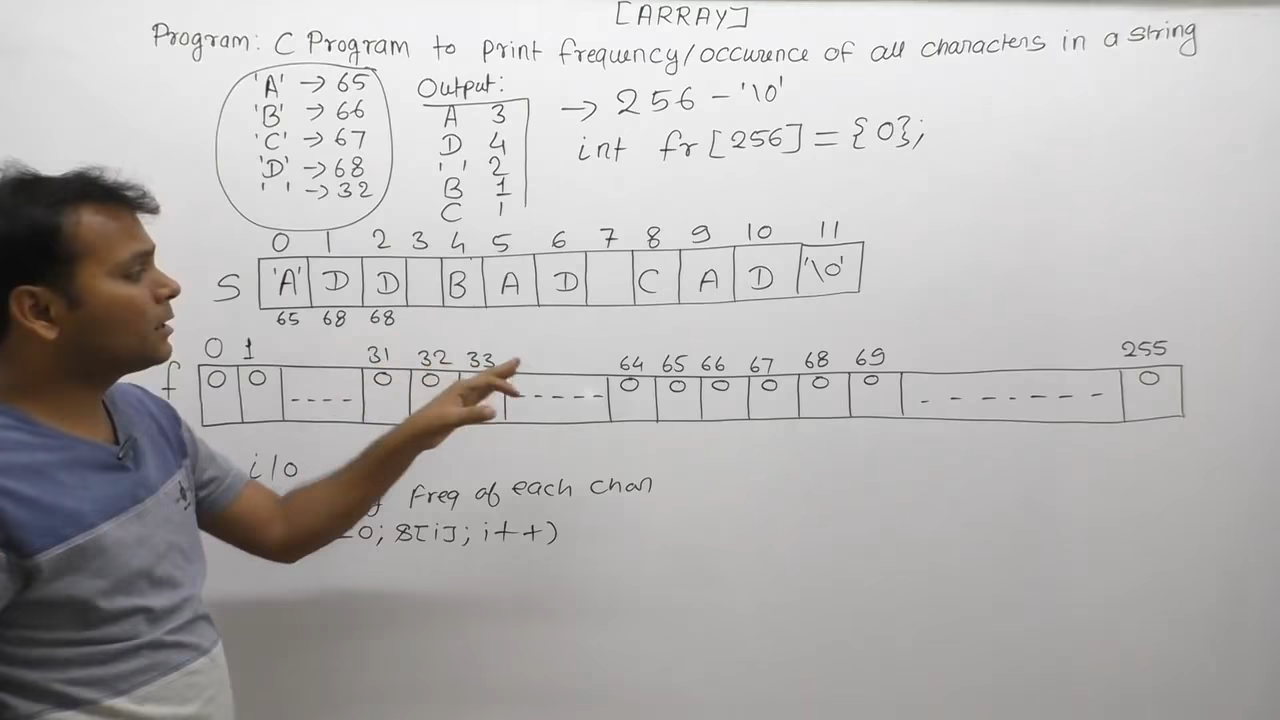 [ARRAY]
Program: C Program to print frequency/occurence of all characters in a string
'A' → 65
'B' → 66
'C' → 67
'D' → 68
' ' → 32
Output:
A 3
D 4
' ' 2
B 1
C 1
→ 256 - '\0'
int fr[256] = {0};
0 1 2 3 4 5 6 7 8 9 10 11
S 'A' D D B A D C A D '\0'
65 68 68
0 1 31 32 33 64 65 66 67 68 69 255
f 0 0 ---- 0 0 ----- 0 0 0 0 0 0 ------- 0
i/o
freq of each char
=0; s[i]; i++)